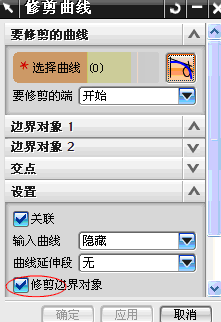 修剪曲线
要修剪的曲线
* 选择曲线 (0)
要修剪的端 开始
边界对象 1
边界对象 2
交点
设置
关联
输入曲线 隐藏
曲线延伸段 无
修剪边界对象
确定 应用 取消